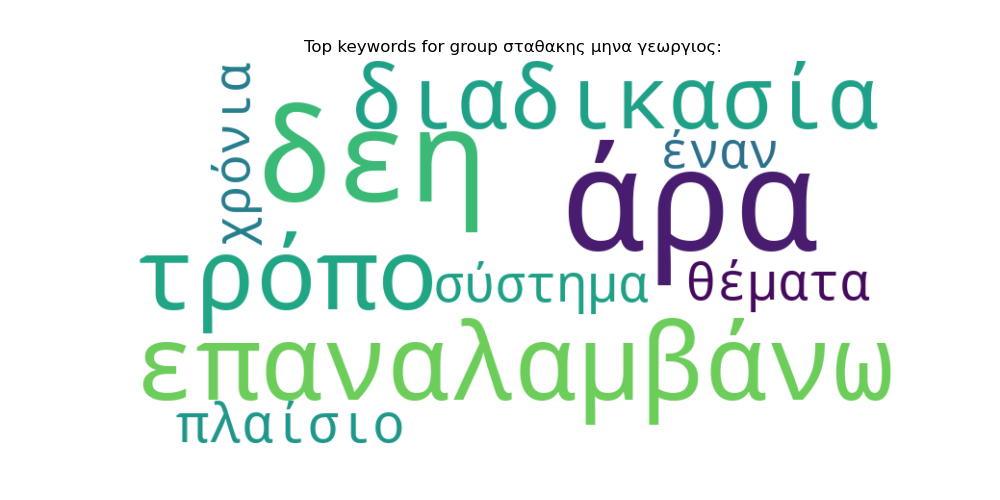 Top keywords for group σταθακης μηνα γεωργιος:
διαδικασία
χρόνια
δεη
έναν
άρα
τρόπο
σύστημα
θέματα
επαναλαμβάνω
πλαίσιο